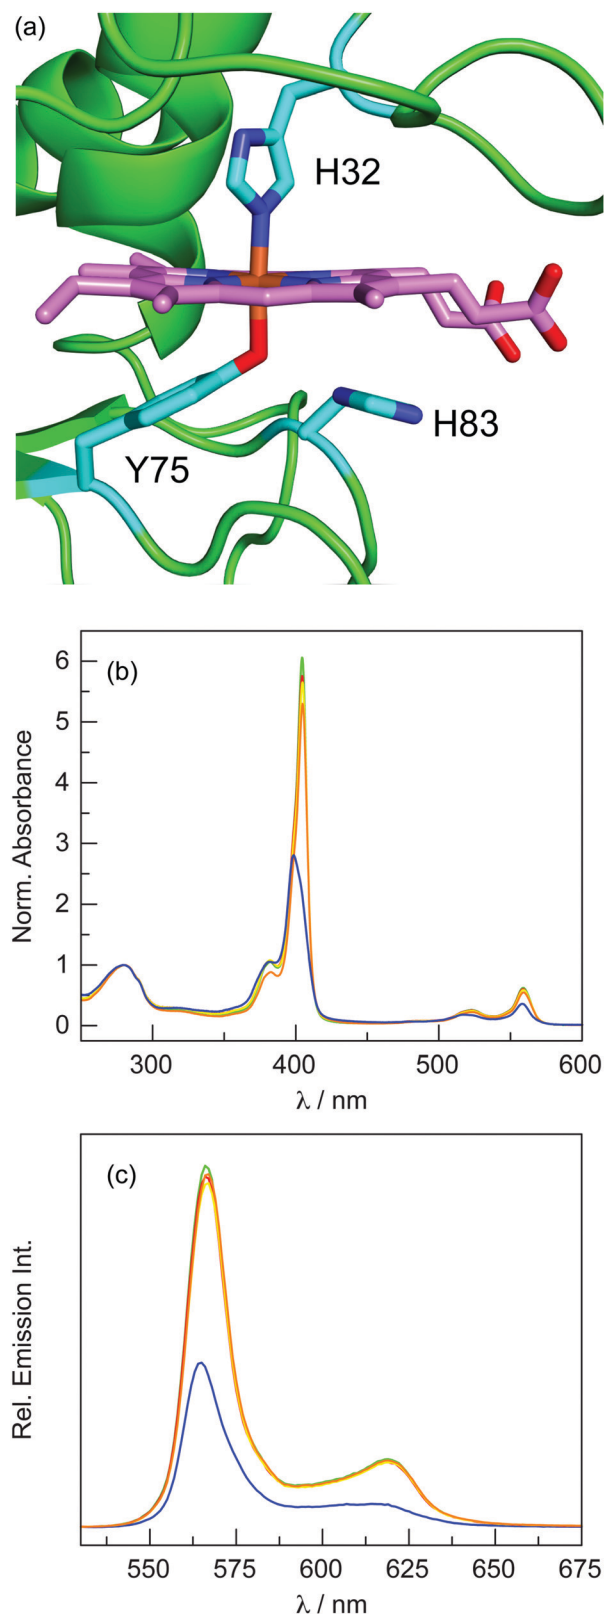 (a)
H32
H83
Y75
(b)
6
5
4
3
2
1
0
Norm. Absorbance
300 400 500 600
λ / nm
(c)
Rel. Emission Int.
550 575 600 625 650 675
λ / nm